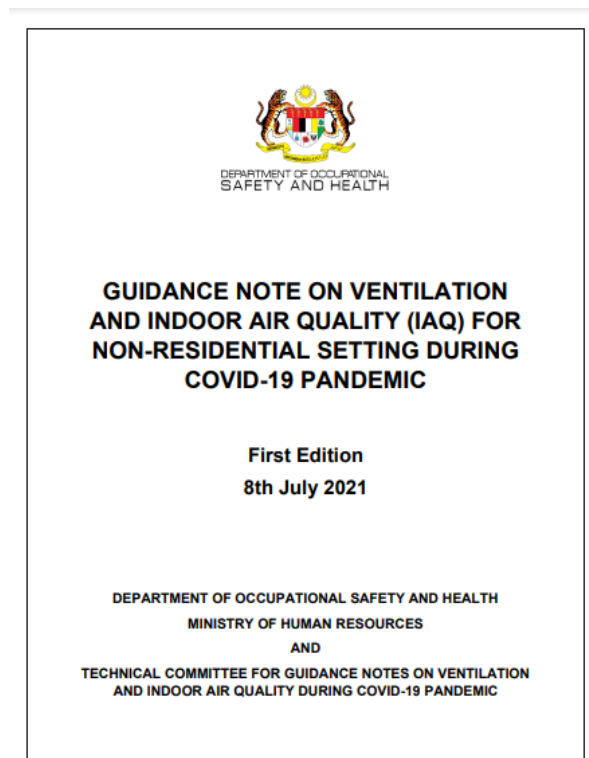 DEPARTMENT OF OCCUPATIONAL
SAFETY AND HEALTH
GUIDANCE NOTE ON VENTILATION
AND INDOOR AIR QUALITY (IAQ) FOR
NON-RESIDENTIAL SETTING DURING
COVID-19 PANDEMIC
First Edition
8th July 2021
DEPARTMENT OF OCCUPATIONAL SAFETY AND HEALTH
MINISTRY OF HUMAN RESOURCES
AND
TECHNICAL COMMITTEE FOR GUIDANCE NOTES ON VENTILATION
AND INDOOR AIR QUALITY DURING COVID-19 PANDEMIC